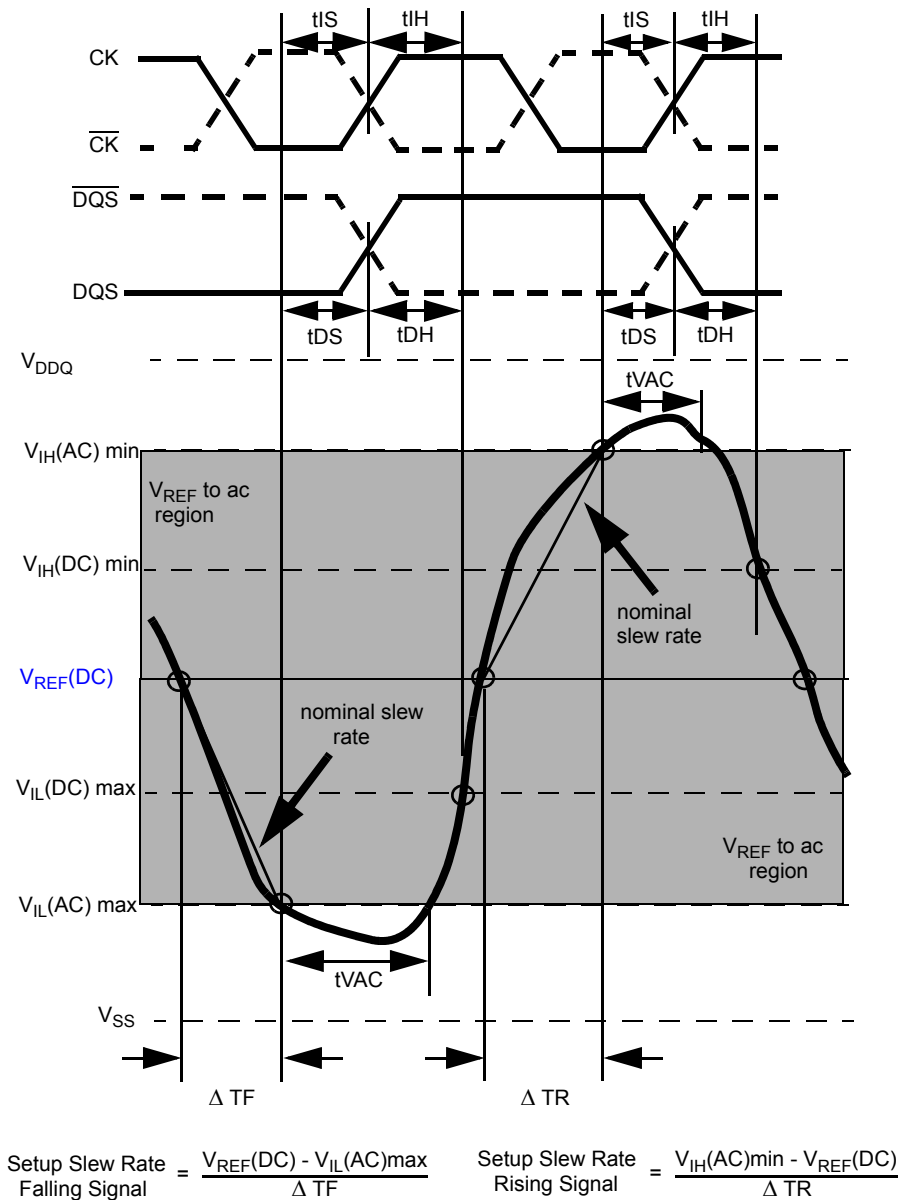 tIS tIH tIS tIH
CK
CK
DQS
DQS
tDS tDH tDS tDH
VDDQ
tVAC
VIH(AC) min
VREF to ac
region
VIH(DC) min
nominal
slew rate
VREF(DC)
nominal slew
rate
VIL(DC) max
VREF to ac
region
VIL(AC) max
tVAC
VSS
Δ TF Δ TR
Setup Slew Rate
Falling Signal
=
VREF(DC) - VIL(AC)max
Δ TF
Setup Slew Rate
Rising Signal
=
VIH(AC)min - VREF(DC)
Δ TR